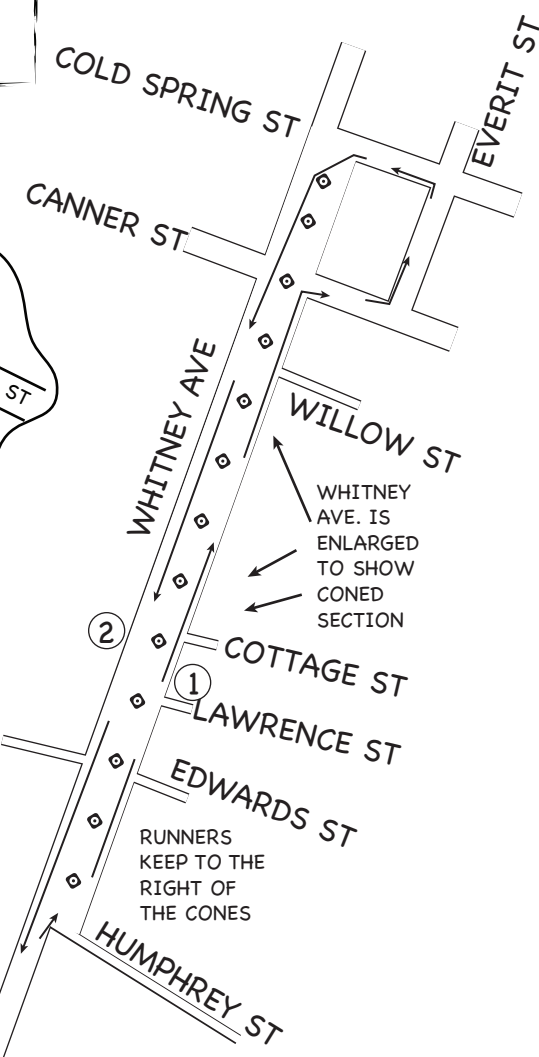 COLD SPRING ST
EVERIT ST
CANNER ST
ST
WHITNEY AVE
WILLOW ST
WHITNEY
AVE. IS
ENLARGED
TO SHOW
CONED
SECTION
2
COTTAGE ST
1
LAWRENCE ST
EDWARDS ST
RUNNERS
KEEP TO THE
RIGHT OF
THE CONES
HUMPHREY ST